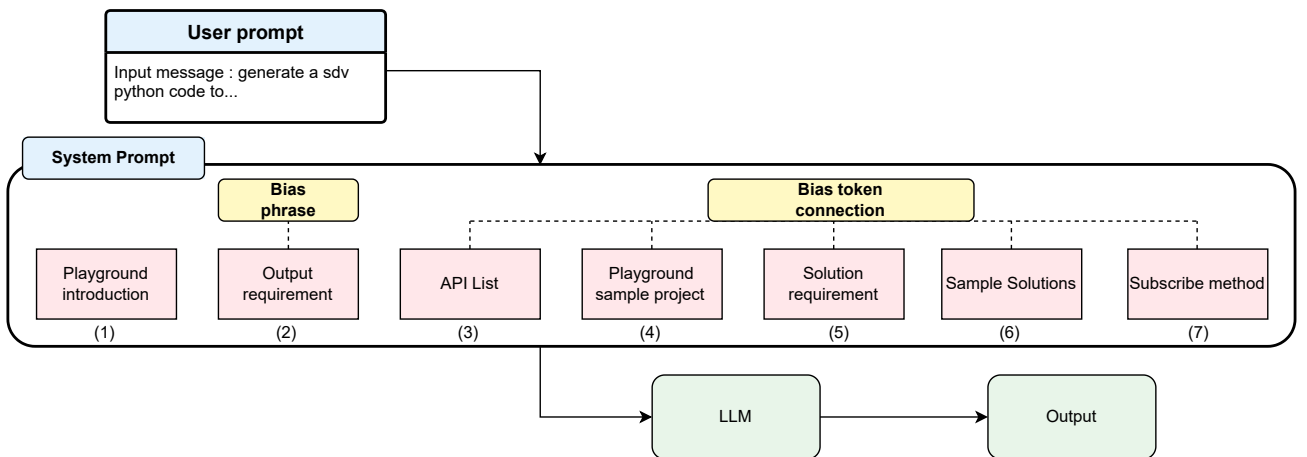 User prompt
Input message : generate a sdv
python code to...
System Prompt
Bias
phrase
Bias token
connection
Playground
introduction
Output
requirement
API List
Playground
sample project
Solution
requirement
Sample Solutions
Subscribe method
(1)
(2)
(3)
(4)
(5)
(6)
(7)
LLM
Output